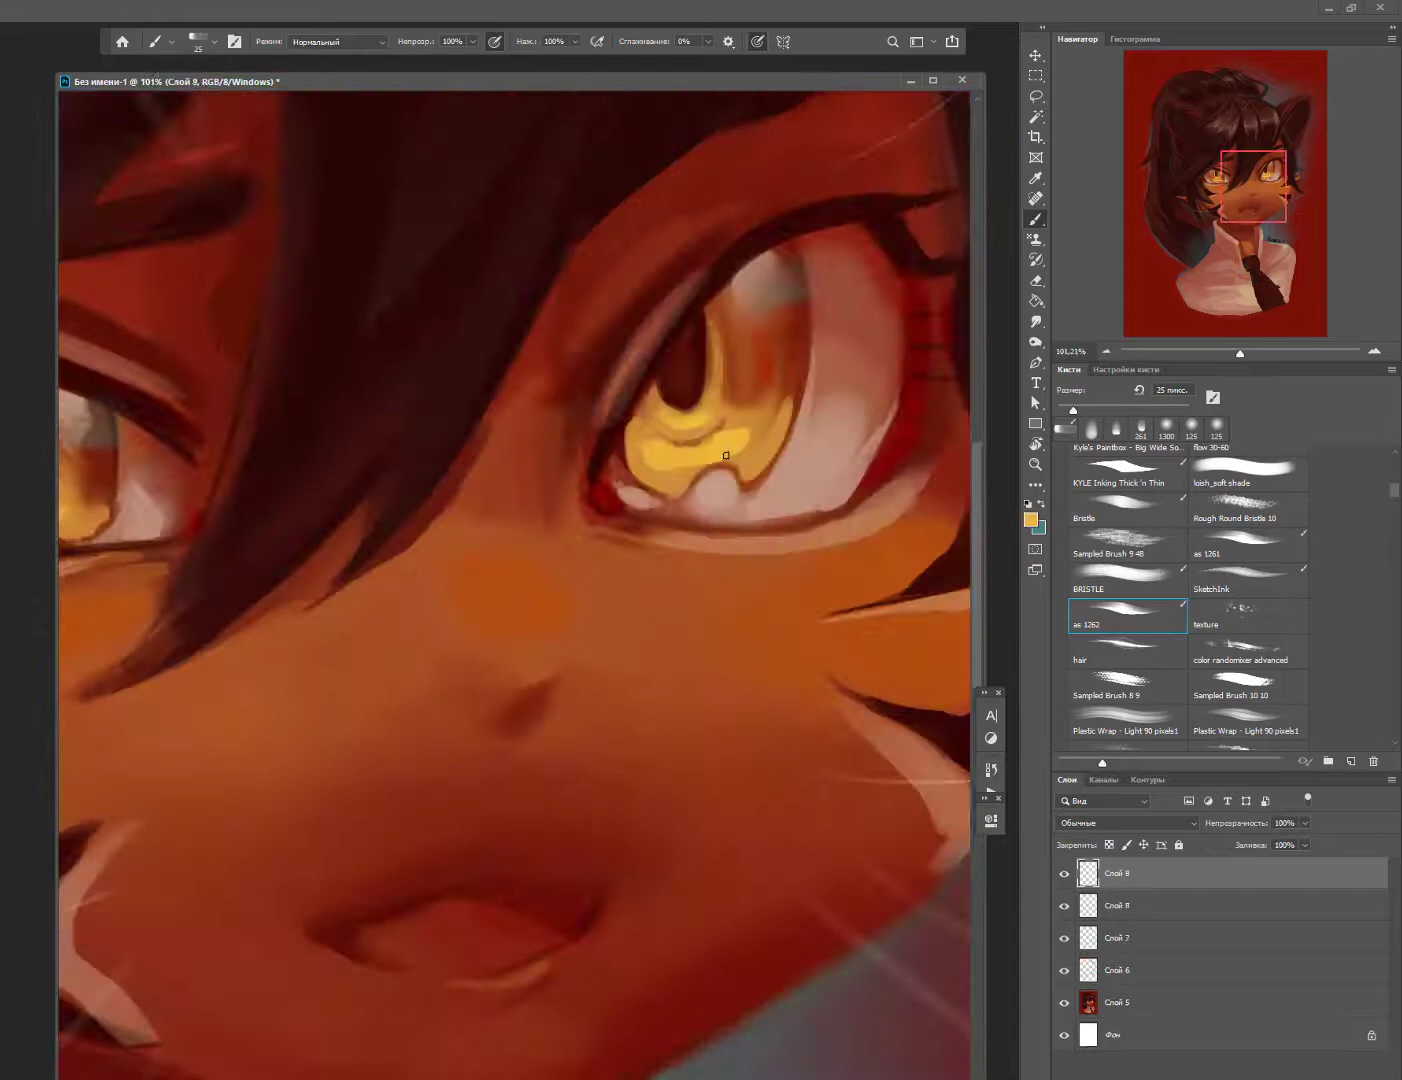 25
Режим:
Нормальный
Непрозр.: 100%
Наж.: 100%
Сглаживание: 0%
Без имени-1 @ 101% (Слой 8, RGB/8/Windows) *
Навигатор
Гистограмма
101,21%
Кисти
Настройки кисти
Размер:
25 пикс.
261
1300
125
125
Kyle's Paintbox - Big Wide So...
flow 30-60
KYLE Inking Thick 'n Thin
loish_soft shade
Bristle
Rough Round Bristle 10
Sampled Brush 9 48
as 1261
BRISTLE
SketchInk
as 1262
texture
hair
color randomixer advanced
Sampled Brush 8 9
Sampled Brush 10 10
Plastic Wrap - Light 90 pixels1
Plastic Wrap - Light 90 pixels1
Слои
Каналы
Контуры
Вид
Обычные
Непрозрачность: 100%
Закрепить:
Заливка: 100%
Слой 8
Слой 8
Слой 7
Слой 6
Слой 5
Фон